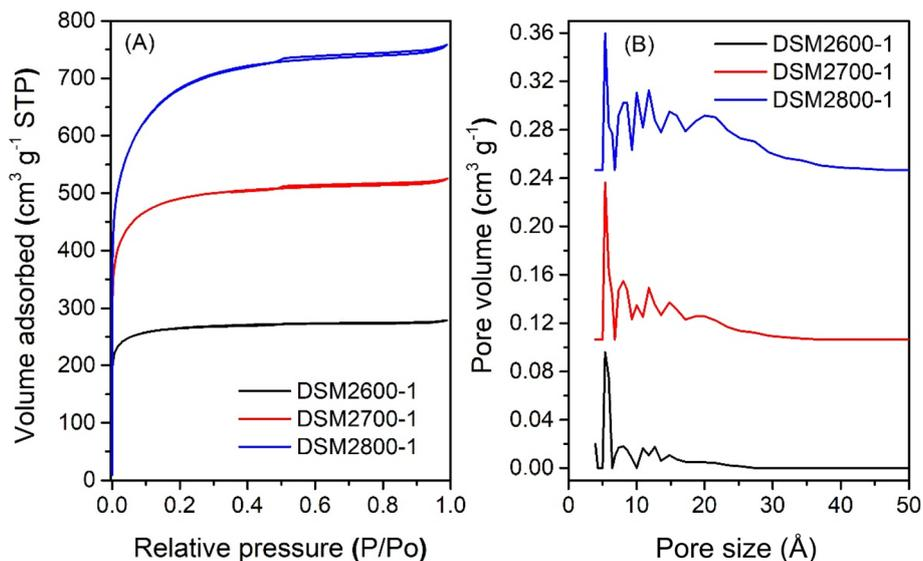 (A)
Volume adsorbed (cm³ g⁻¹ STP)
800
700
600
500
400
300
200
100
0
DSM2600-1
DSM2700-1
DSM2800-1
0.0 0.2 0.4 0.6 0.8 1.0
Relative pressure (P/Po)
(B)
Pore volume (cm³ g⁻¹)
0.36
0.32
0.28
0.24
0.20
0.16
0.12
0.08
0.04
0.00
DSM2600-1
DSM2700-1
DSM2800-1
0 10 20 30 40 50
Pore size (Å)